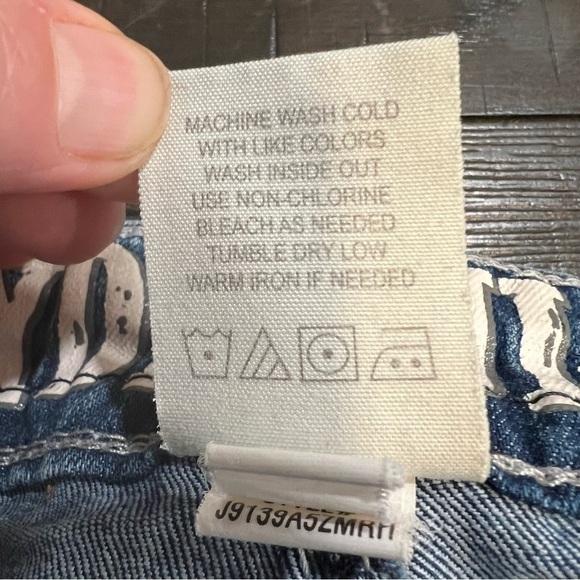 MACHINE WASH COLD
WITH LIKE COLORS
WASH INSIDE OUT
USE NON-CHLORINE
BLEACH AS NEEDED
TUMBLE DRY LOW
WARM IRON IF NEEDED
J9T39A5ZMRH